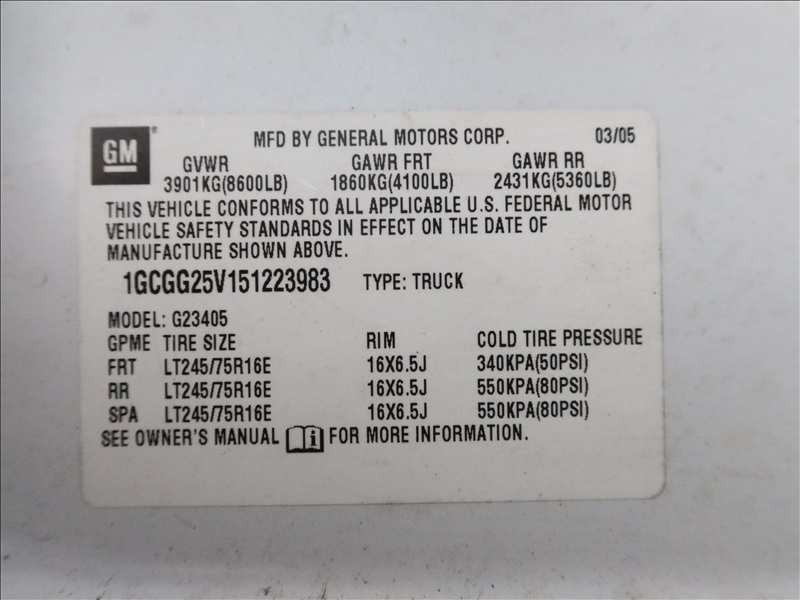 GM®
MFD BY GENERAL MOTORS CORP. 03/05
GVWR GAWR FRT GAWR RR
3901KG(8600LB) 1860KG(4100LB) 2431KG(5360LB)
THIS VEHICLE CONFORMS TO ALL APPLICABLE U.S. FEDERAL MOTOR
VEHICLE SAFETY STANDARDS IN EFFECT ON THE DATE OF
MANUFACTURE SHOWN ABOVE.
1GCGG25V151223983 TYPE: TRUCK
MODEL: G23405
GPME TIRE SIZE RIM COLD TIRE PRESSURE
FRT LT245/75R16E 16X6.5J 340KPA(50PSI)
RR LT245/75R16E 16X6.5J 550KPA(80PSI)
SPA LT245/75R16E 16X6.5J 550KPA(80PSI)
SEE OWNER'S MANUAL i FOR MORE INFORMATION.